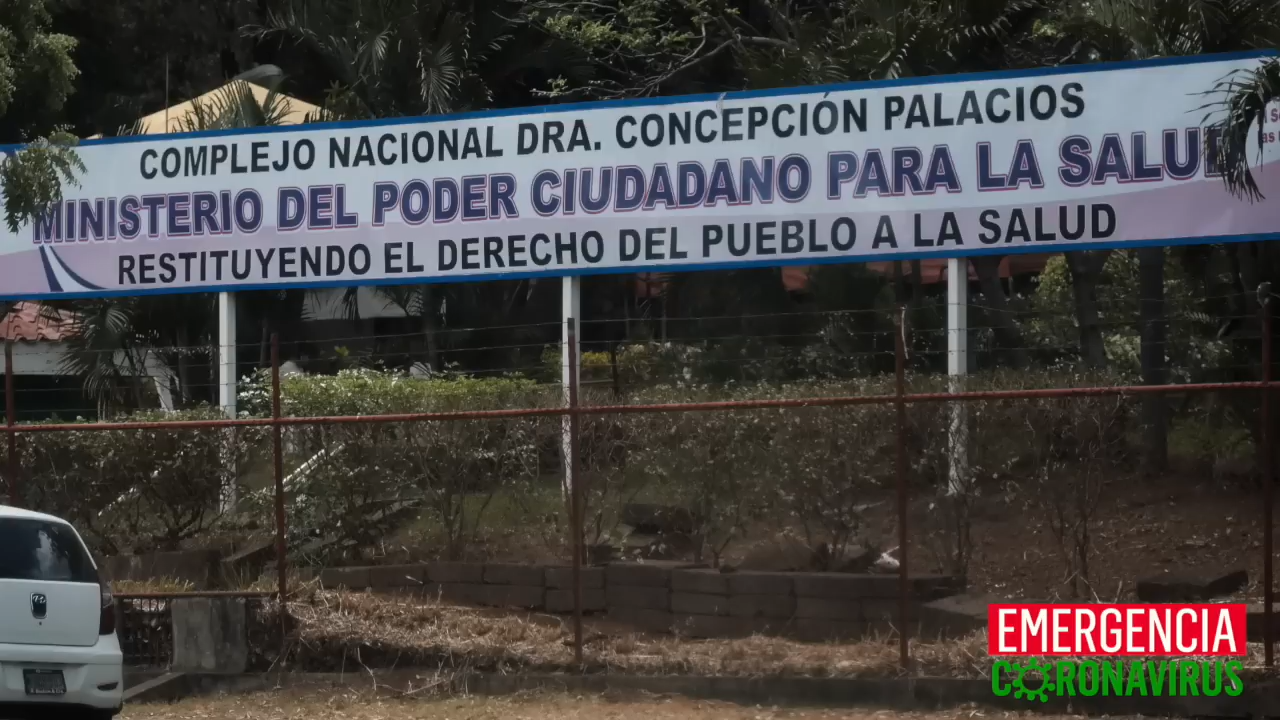 COMPLEJO NACIONAL DRA. CONCEPCIÓN PALACIOS
MINISTERIO DEL PODER CIUDADANO PARA LA SALUD
RESTITUYENDO EL DERECHO DEL PUEBLO A LA SALUD
EMERGENCIA
CORONAVIRUS